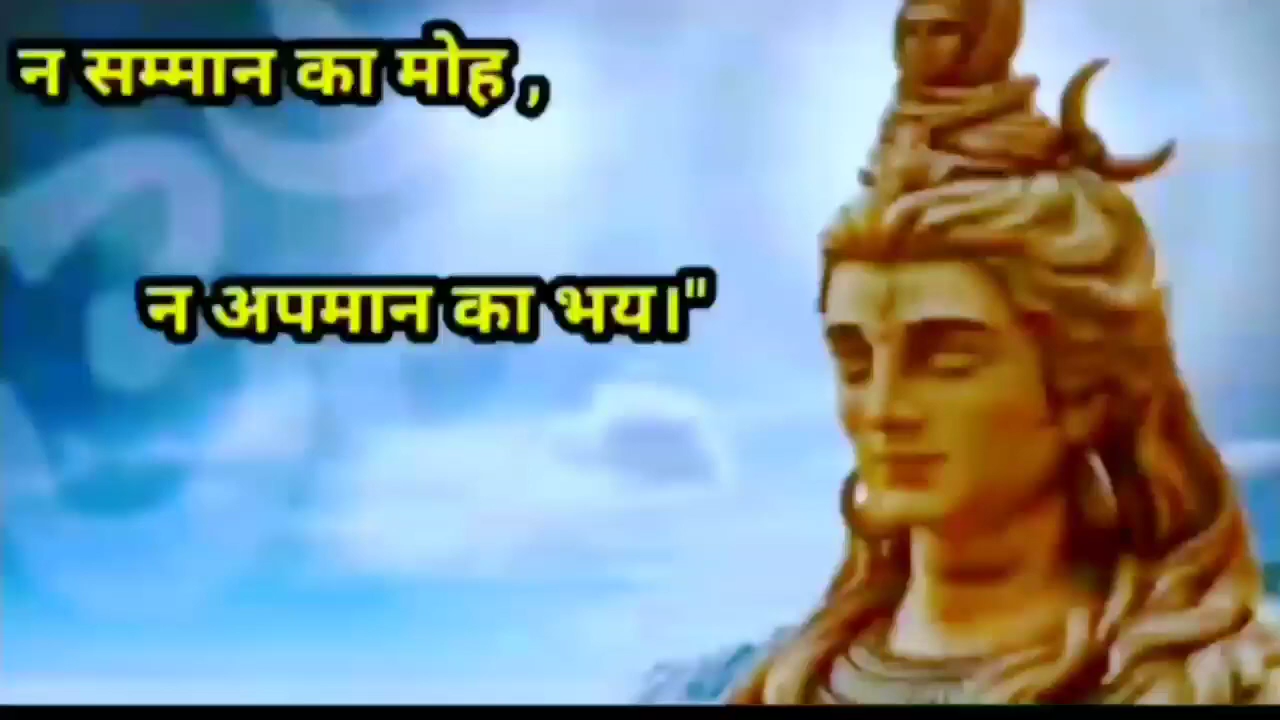 न सम्मान का मोह ,
न अपमान का भय।"